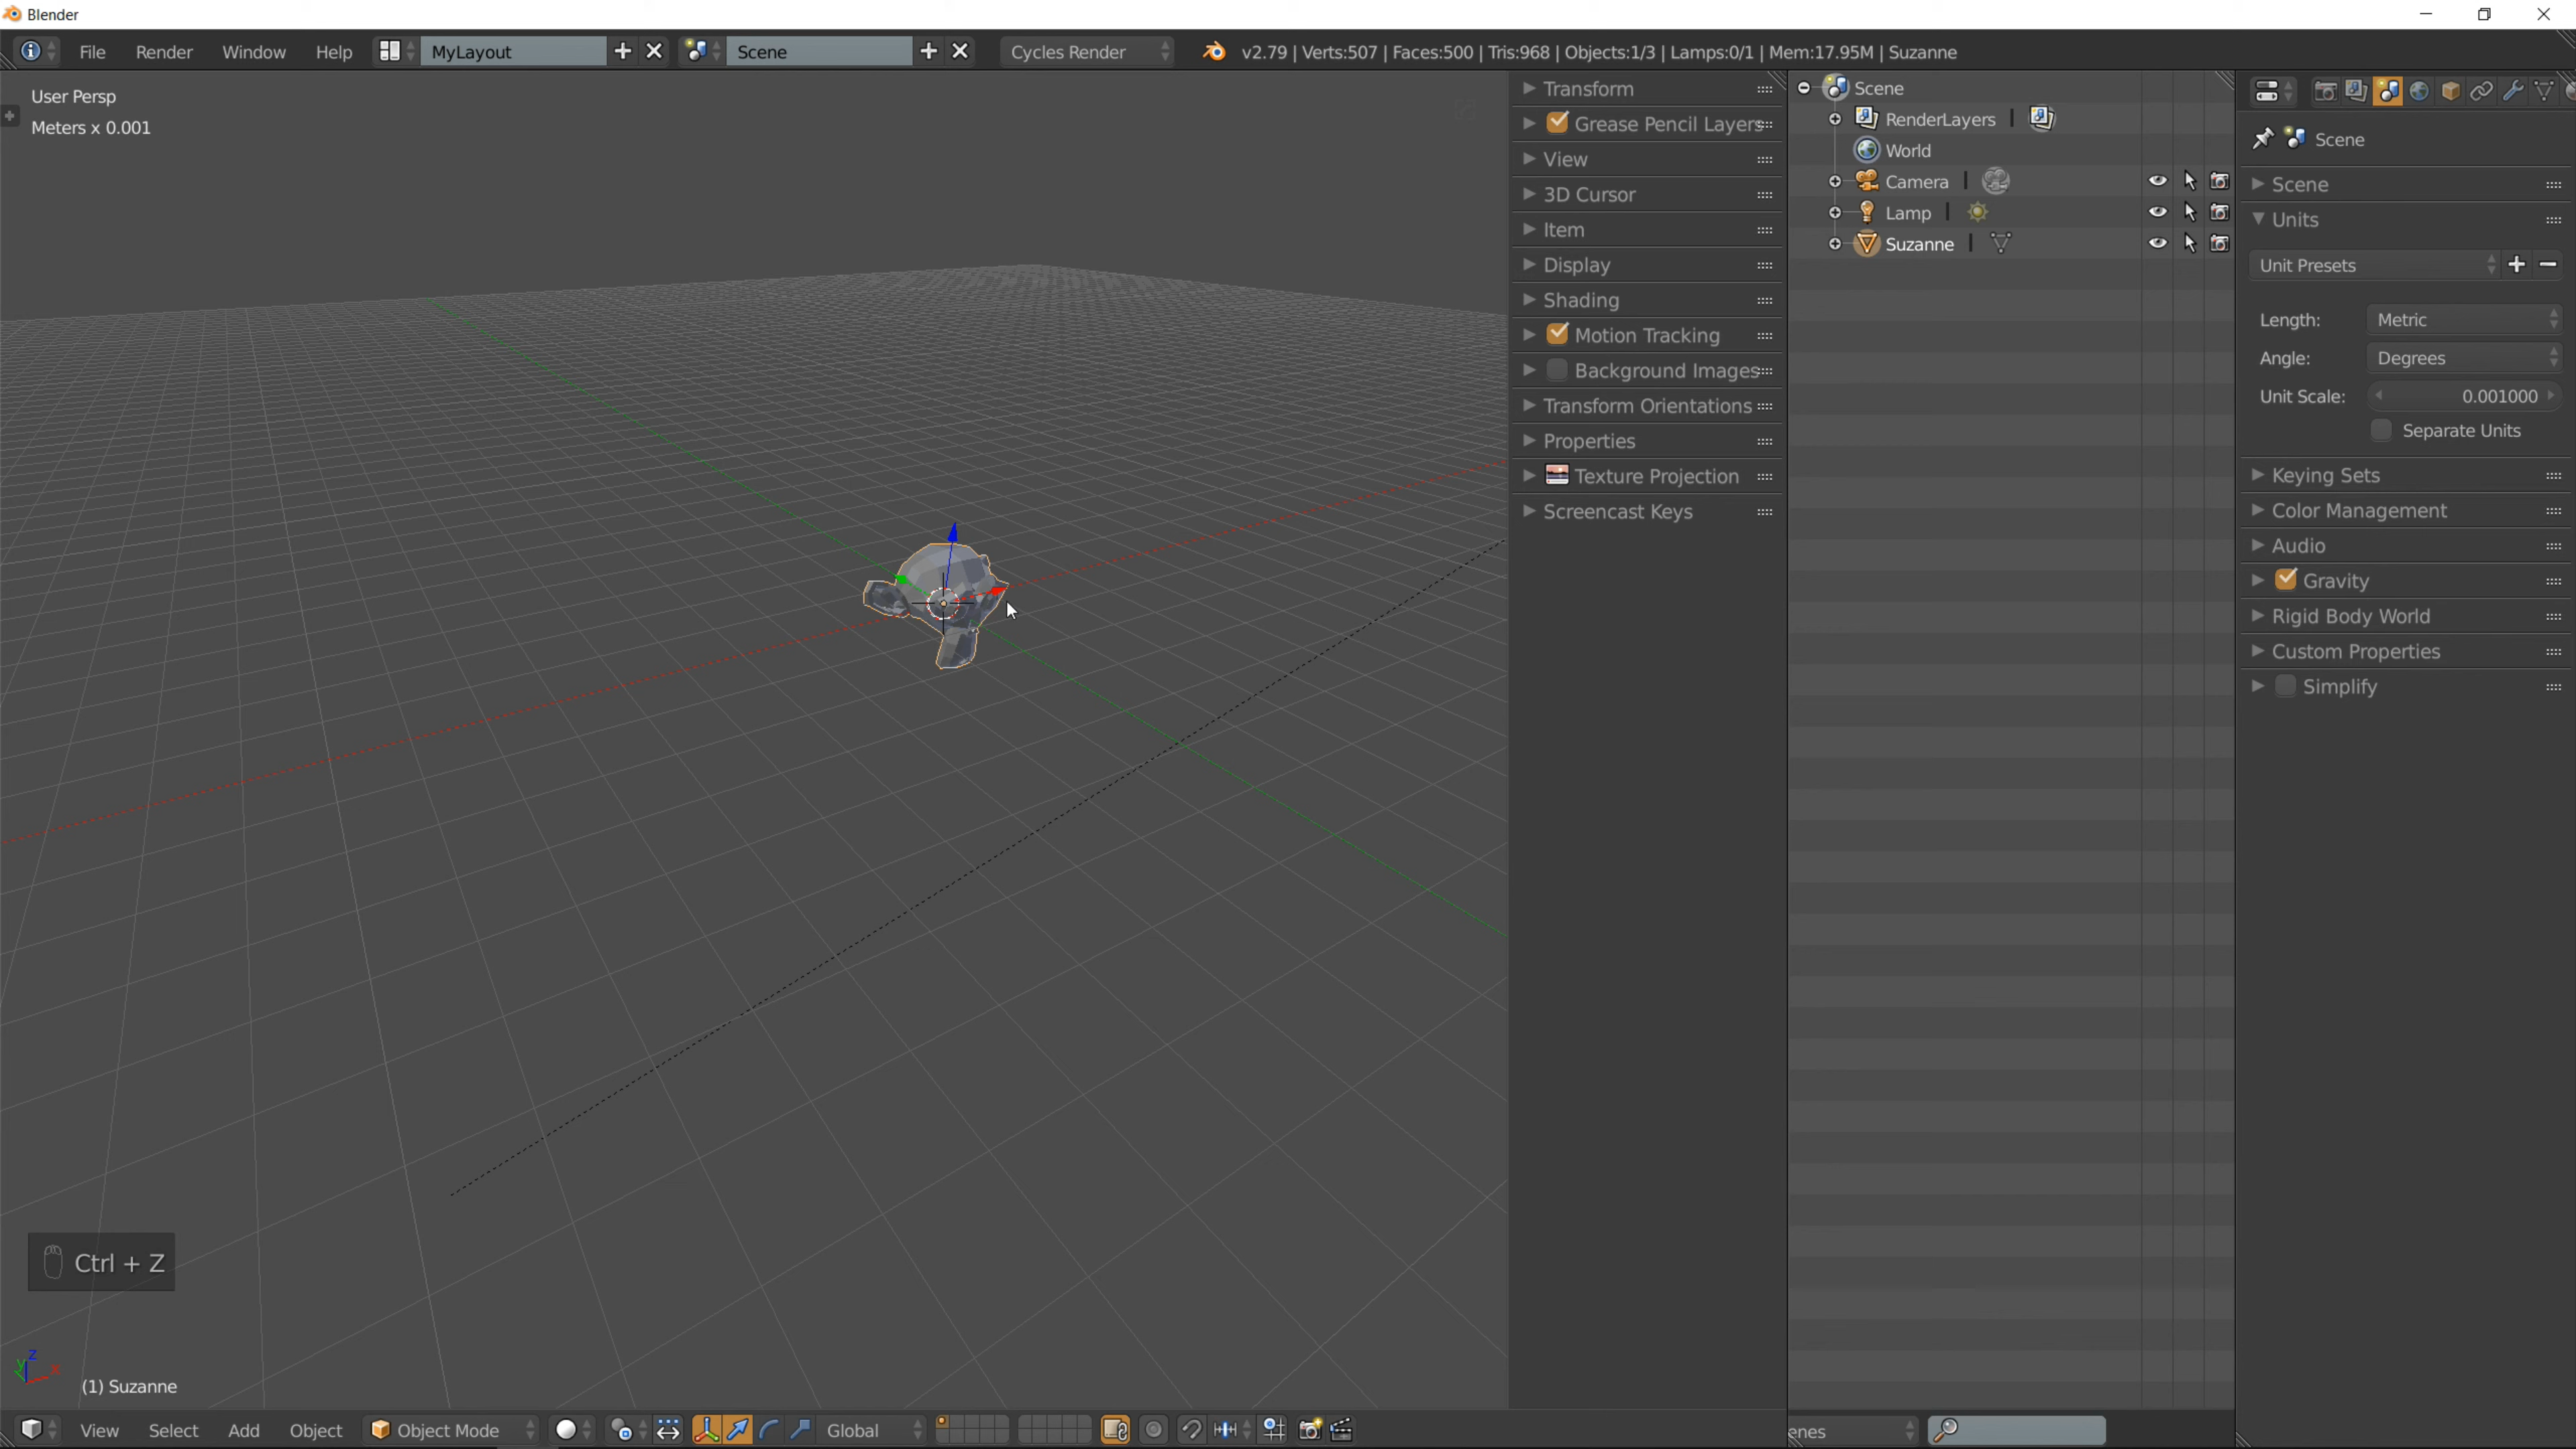 Blender
File Render Window Help MyLayout Scene Cycles Render v2.79 | Verts:507 | Faces:500 | Tris:968 | Objects:1/3 | Lamps:0/1 | Mem:17.95M | Suzanne
User Persp
Meters x 0.001
Ctrl + Z
z
y x
(1) Suzanne
View Select Add Object Object Mode Global
Transform
Grease Pencil Layers
View
3D Cursor
Item
Display
Shading
Motion Tracking
Background Images
Transform Orientations
Properties
Texture Projection
Screencast Keys
Scene
RenderLayers |
World
Camera |
Lamp |
Suzanne |
enes
Scene
Scene
Units
Unit Presets
Length: Metric
Angle: Degrees
Unit Scale: 0.001000
Separate Units
Keying Sets
Color Management
Audio
Gravity
Rigid Body World
Custom Properties
Simplify